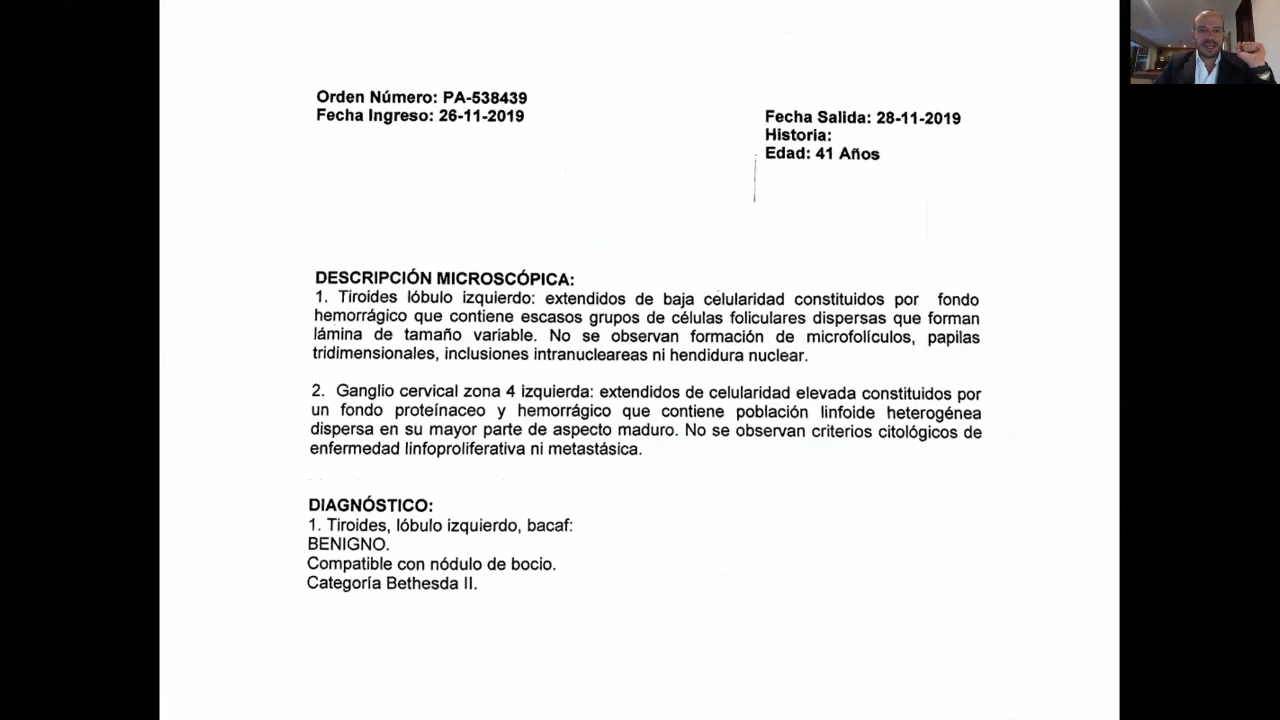 Orden Número: PA-538439
Fecha Ingreso: 26-11-2019
Fecha Salida: 28-11-2019
Historia:
Edad: 41 Años
DESCRIPCIÓN MICROSCÓPICA:
1. Tiroides lóbulo izquierdo: extendidos de baja celularidad constituidos por fondo
hemorrágico que contiene escasos grupos de células foliculares dispersas que forman
lámina de tamaño variable. No se observan formación de microfolículos, papilas
tridimensionales, inclusiones intranucleareas ni hendidura nuclear.
2. Ganglio cervical zona 4 izquierda: extendidos de celularidad elevada constituidos por
un fondo proteínaceo y hemorrágico que contiene población linfoide heterogénea
dispersa en su mayor parte de aspecto maduro. No se observan criterios citológicos de
enfermedad linfoproliferativa ni metastásica.
DIAGNÓSTICO:
1. Tiroides, lóbulo izquierdo, bacaf:
BENIGNO.
Compatible con nódulo de bocio.
Categoría Bethesda II.